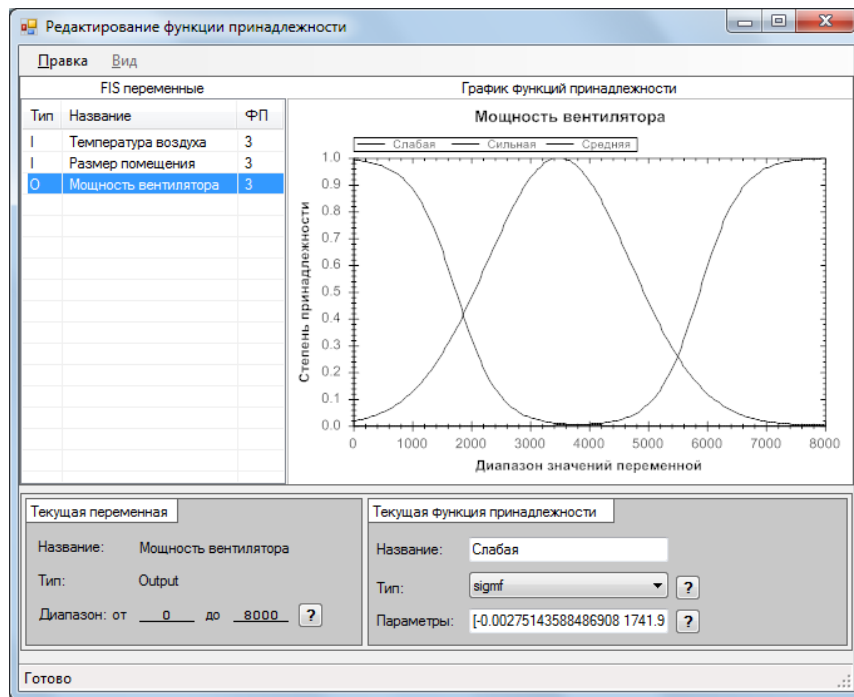 Редактирование функции принадлежности
Правка Вид
FIS переменные
Тип Название ФП
I Температура воздуха 3
I Размер помещения 3
O Мощность вентилятора 3
График функций принадлежности
Мощность вентилятора
Слабая Сильная Средняя
Степень принадлежности
1.0
0.9
0.8
0.7
0.6
0.5
0.4
0.3
0.2
0.1
0.0
0 1000 2000 3000 4000 5000 6000 7000 8000
Диапазон значений переменной
Текущая переменная
Название: Мощность вентилятора
Тип: Output
Диапазон: от 0 до 8000 ?
Текущая функция принадлежности
Название: Слабая
Тип: sigmf ?
Параметры: [-0.00275143588486908 1741.9 ?
Готово